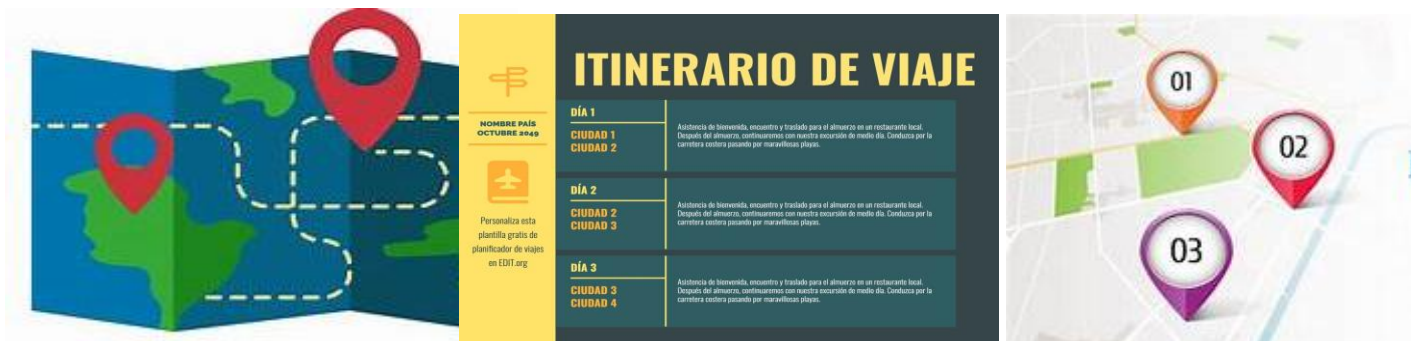 ITINERARIO DE VIAJE
NOMBRE PAÍS
OCTUBRE 2049
Personaliza esta
plantilla gratis de
planificador de viajes
en EDIT.org
DÍA 1
CIUDAD 1
CIUDAD 2
Asistencia de bienvenida, encuentro y traslado para el almuerzo en un restaurante local.
Después del almuerzo, continuaremos con nuestra excursión de medio día. Conduzca por la
carretera costera pasando por maravillosas playas.
DÍA 2
CIUDAD 2
CIUDAD 3
Asistencia de bienvenida, encuentro y traslado para el almuerzo en un restaurante local.
Después del almuerzo, continuaremos con nuestra excursión de medio día. Conduzca por la
carretera costera pasando por maravillosas playas.
DÍA 3
CIUDAD 3
CIUDAD 4
Asistencia de bienvenida, encuentro y traslado para el almuerzo en un restaurante local.
Después del almuerzo, continuaremos con nuestra excursión de medio día. Conduzca por la
carretera costera pasando por maravillosas playas.
01
02
03